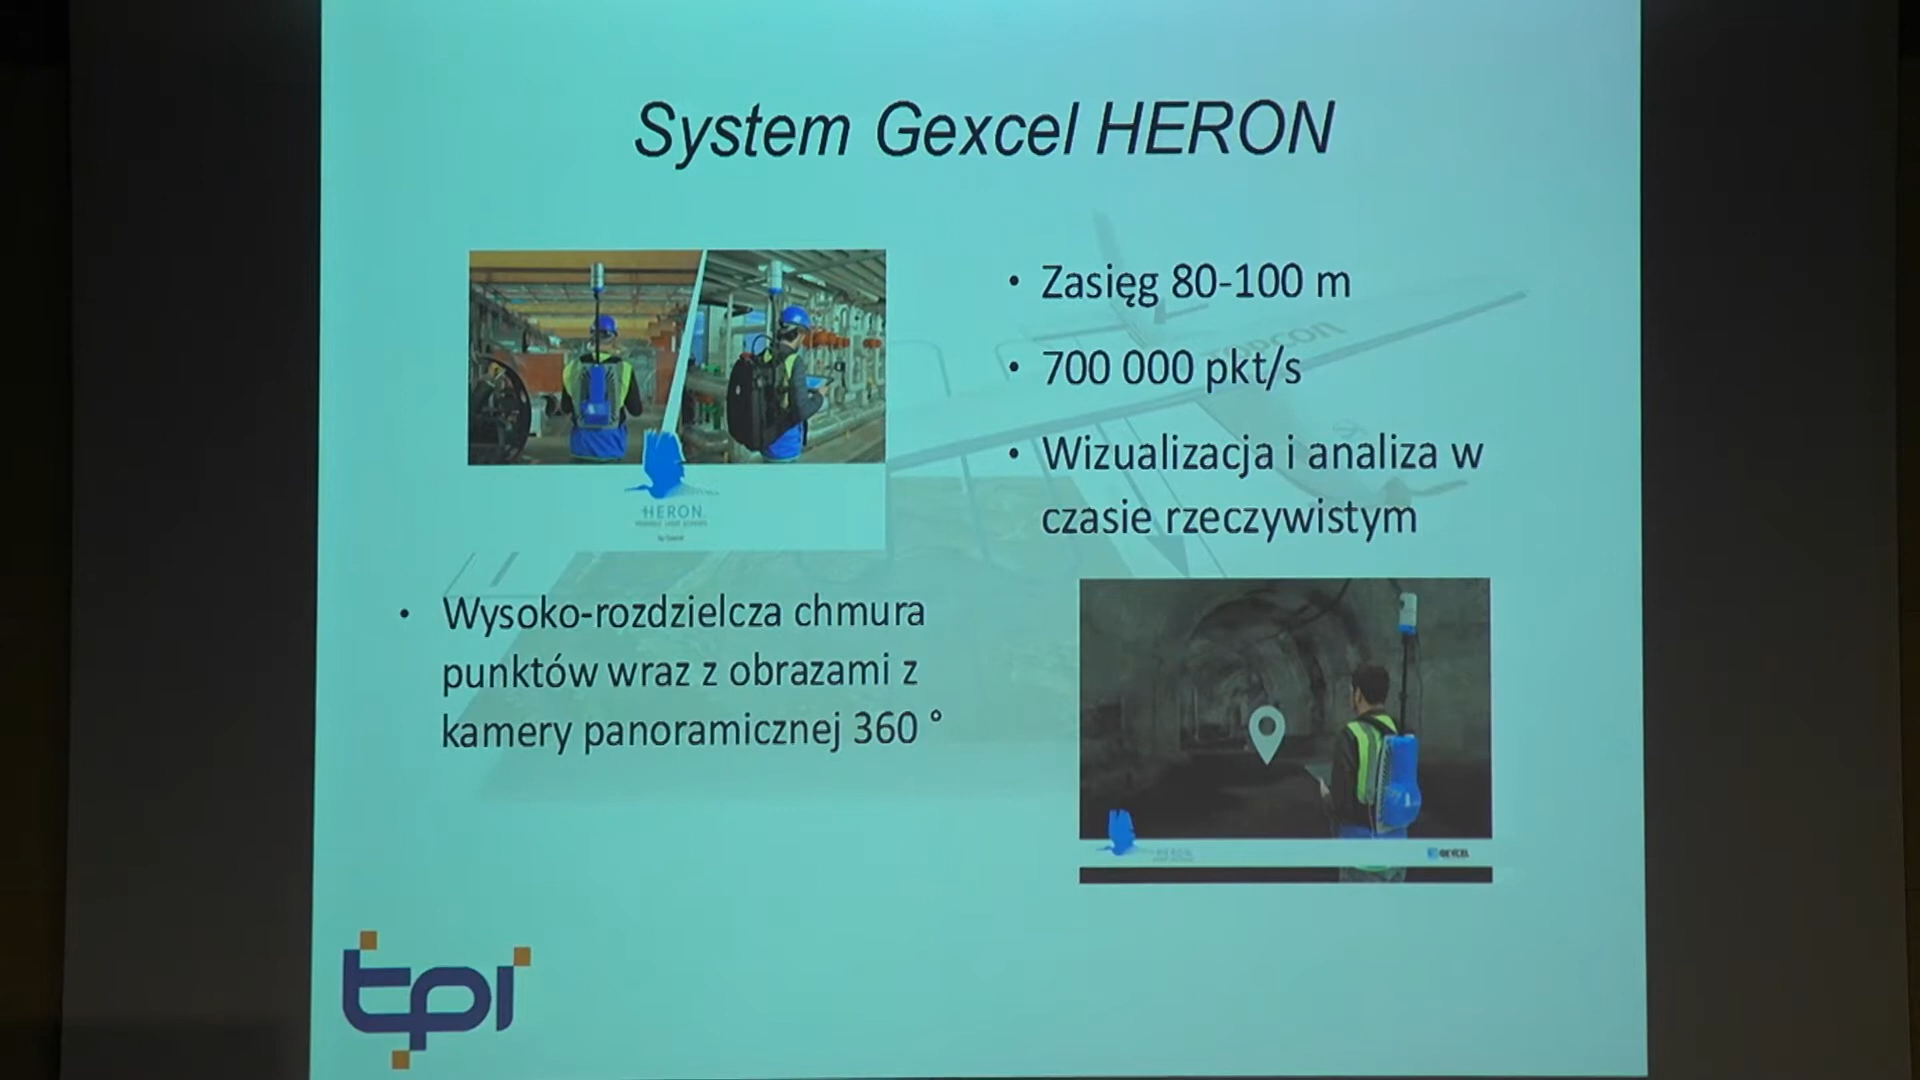 System Gexcel HERON
HERON
• Zasięg 80-100 m
• 700 000 pkt/s
• Wizualizacja i analiza w
czasie rzeczywistym
• Wysoko-rozdzielcza chmura
punktów wraz z obrazami z
kamery panoramicznej 360 °
HERON
GEXCEL
tpi